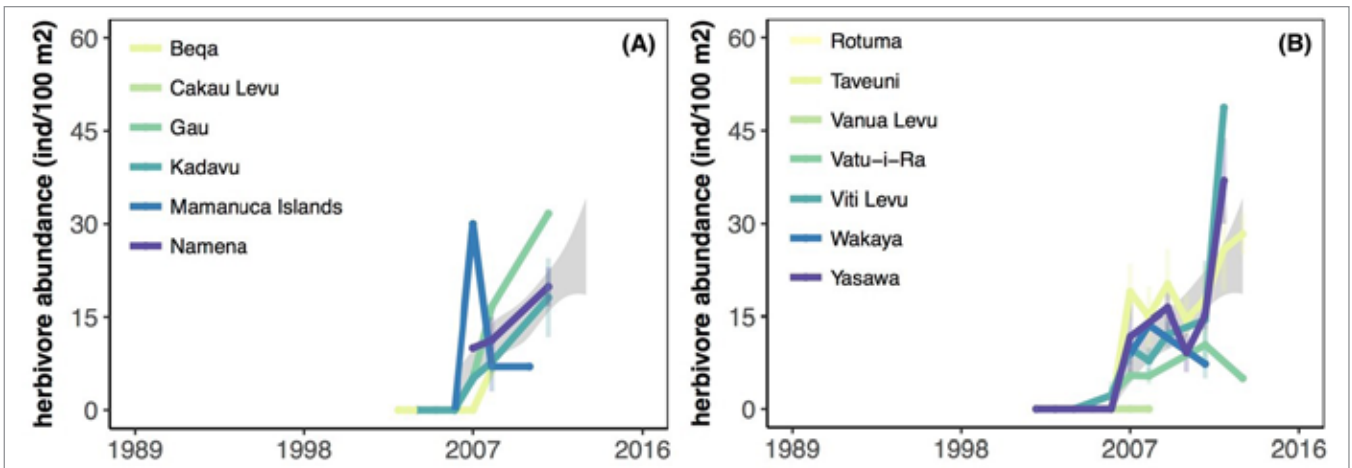 herbivore abundance (ind/100 m2)
60
45
30
15
0
Beqa
Cakau Levu
Gau
Kadavu
Mamanuca Islands
Namena
(A)
1989
1998
2007
2016
herbivore abundance (ind/100 m2)
60
45
30
15
0
Rotuma
Taveuni
Vanua Levu
Vatu-i-Ra
Viti Levu
Wakaya
Yasawa
(B)
1989
1998
2007
2016